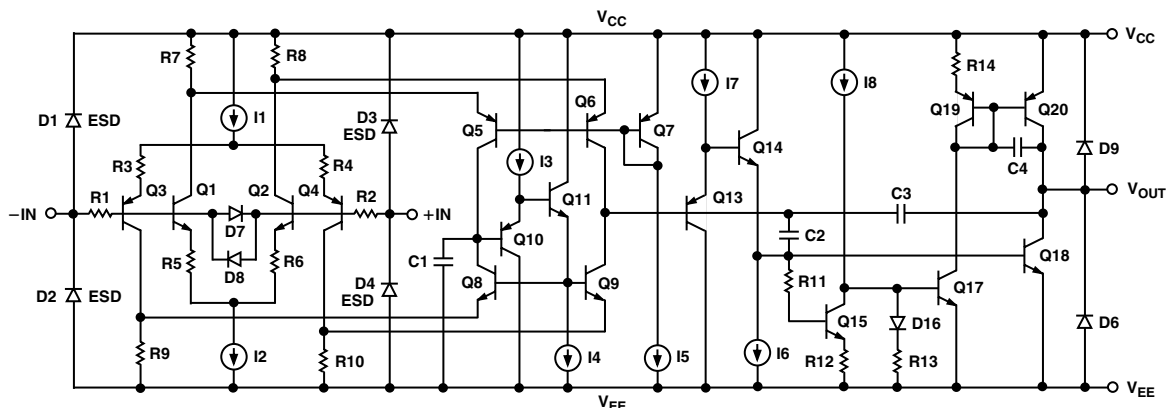 VCC
VCC
R7
R8
R14
I7
I8
D1
ESD
I1
D3
ESD
Q6
Q19
Q20
Q5
Q7
Q14
R3
R4
I3
C4
D9
Q3
Q1
Q2
Q4
Q11
C3
VOUT
–IN
R1
R2
+IN
Q13
D7
Q10
C2
C1
Q18
R5
D8
R6
Q8
Q9
R11
Q17
D2
ESD
D4
ESD
Q15
D16
D6
R9
I2
R10
I4
I5
I6
R12
R13
VEE
VEE